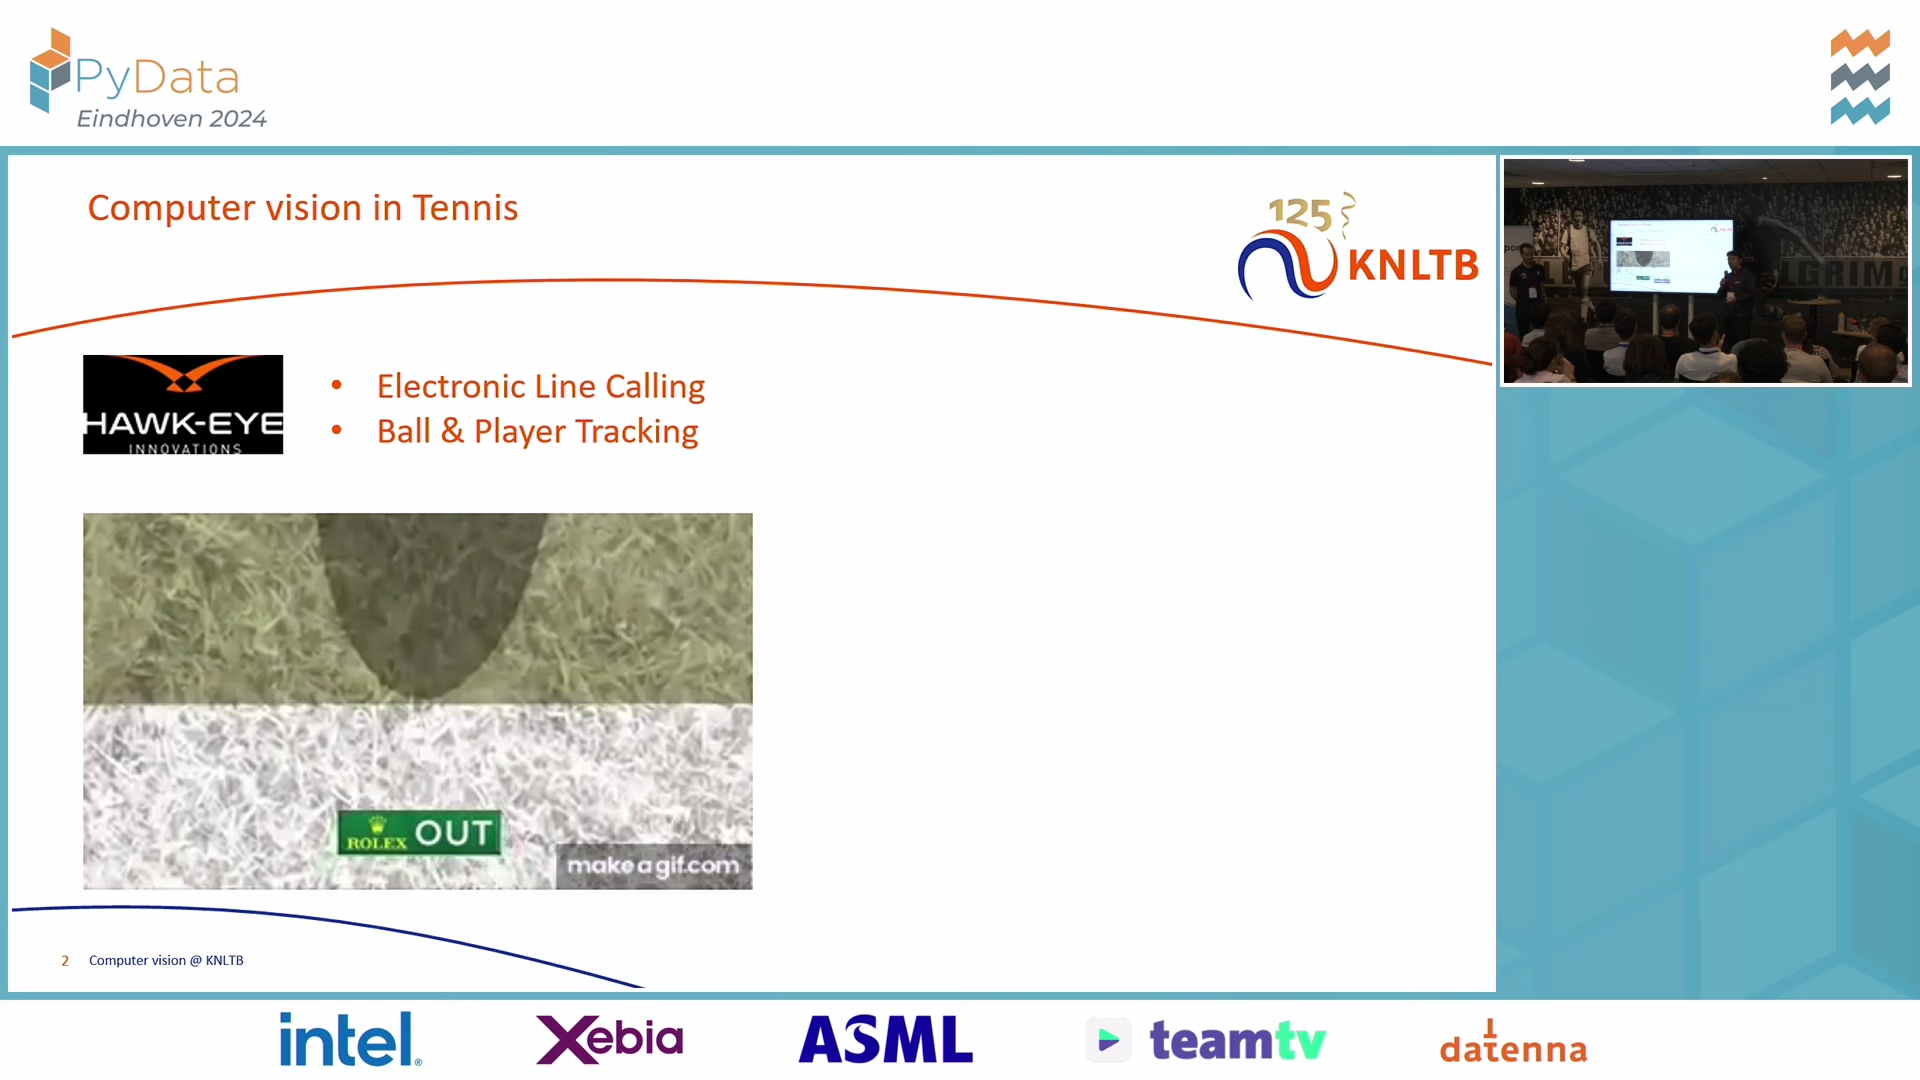 PyData
Eindhoven 2024
Computer vision in Tennis
125
KNLTB
HAWK-EYE
INNOVATIONS
• Electronic Line Calling
• Ball & Player Tracking
ROLEX OUT
makeagif.com
2 Computer vision @ KNLTB
intel.
Xebia
ASML
teamtv
datenna